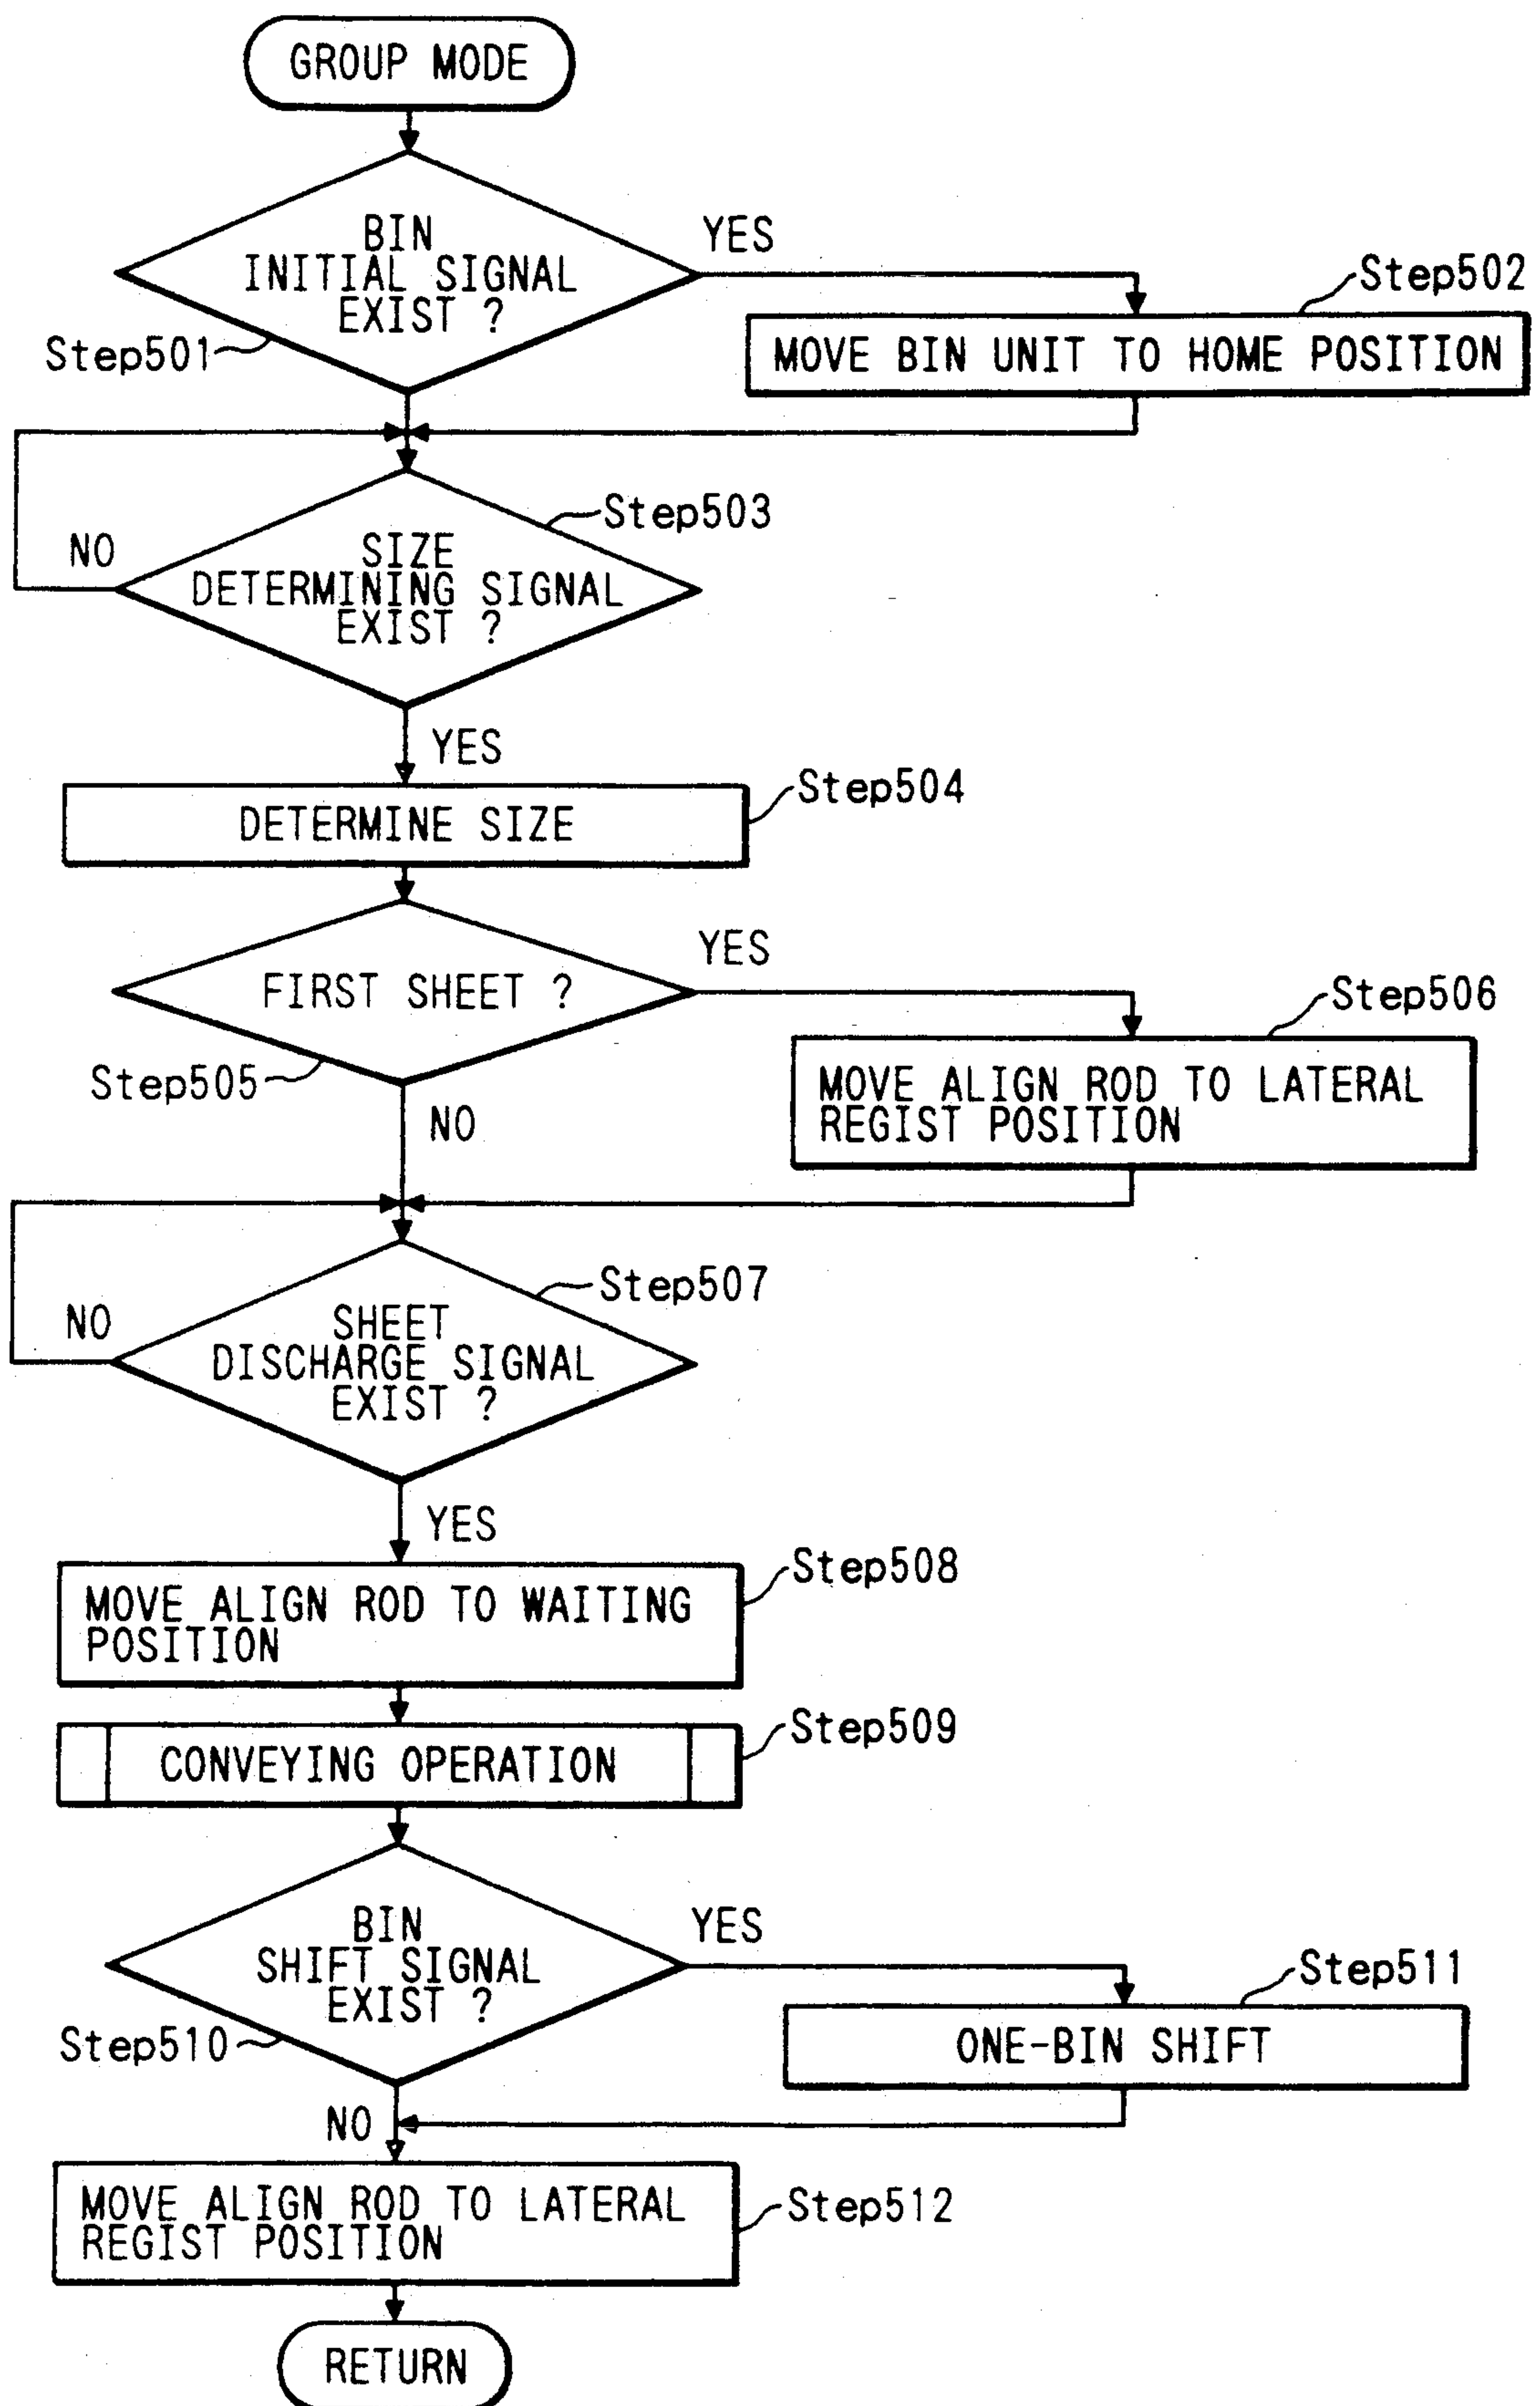 GROUP MODE
BIN
INITIAL SIGNAL
EXIST ?
YES
Step501
Step502
MOVE BIN UNIT TO HOME POSITION
Step503
NO
SIZE
DETERMINING SIGNAL
EXIST ?
YES
Step504
DETERMINE SIZE
YES
FIRST SHEET ?
Step505
NO
Step506
MOVE ALIGN ROD TO LATERAL
REGIST POSITION
Step507
NO
SHEET
DISCHARGE SIGNAL
EXIST ?
YES
Step508
MOVE ALIGN ROD TO WAITING
POSITION
Step509
CONVEYING OPERATION
BIN
SHIFT SIGNAL
EXIST ?
YES
Step510
Step511
ONE-BIN SHIFT
NO
MOVE ALIGN ROD TO LATERAL
REGIST POSITION
Step512
RETURN